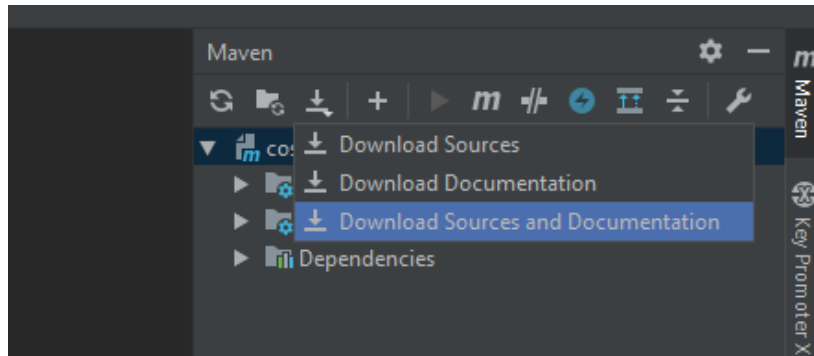 Maven
m
cos
Download Sources
Download Documentation
Download Sources and Documentation
Dependencies
m
Maven
Key Promoter X